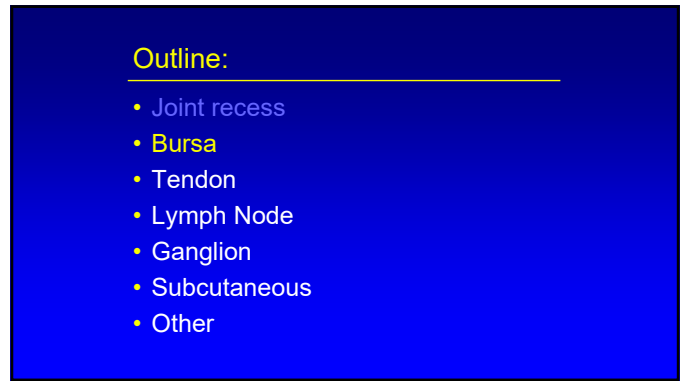 Outline:
• Joint recess
• Bursa
• Tendon
• Lymph Node
• Ganglion
• Subcutaneous
• Other